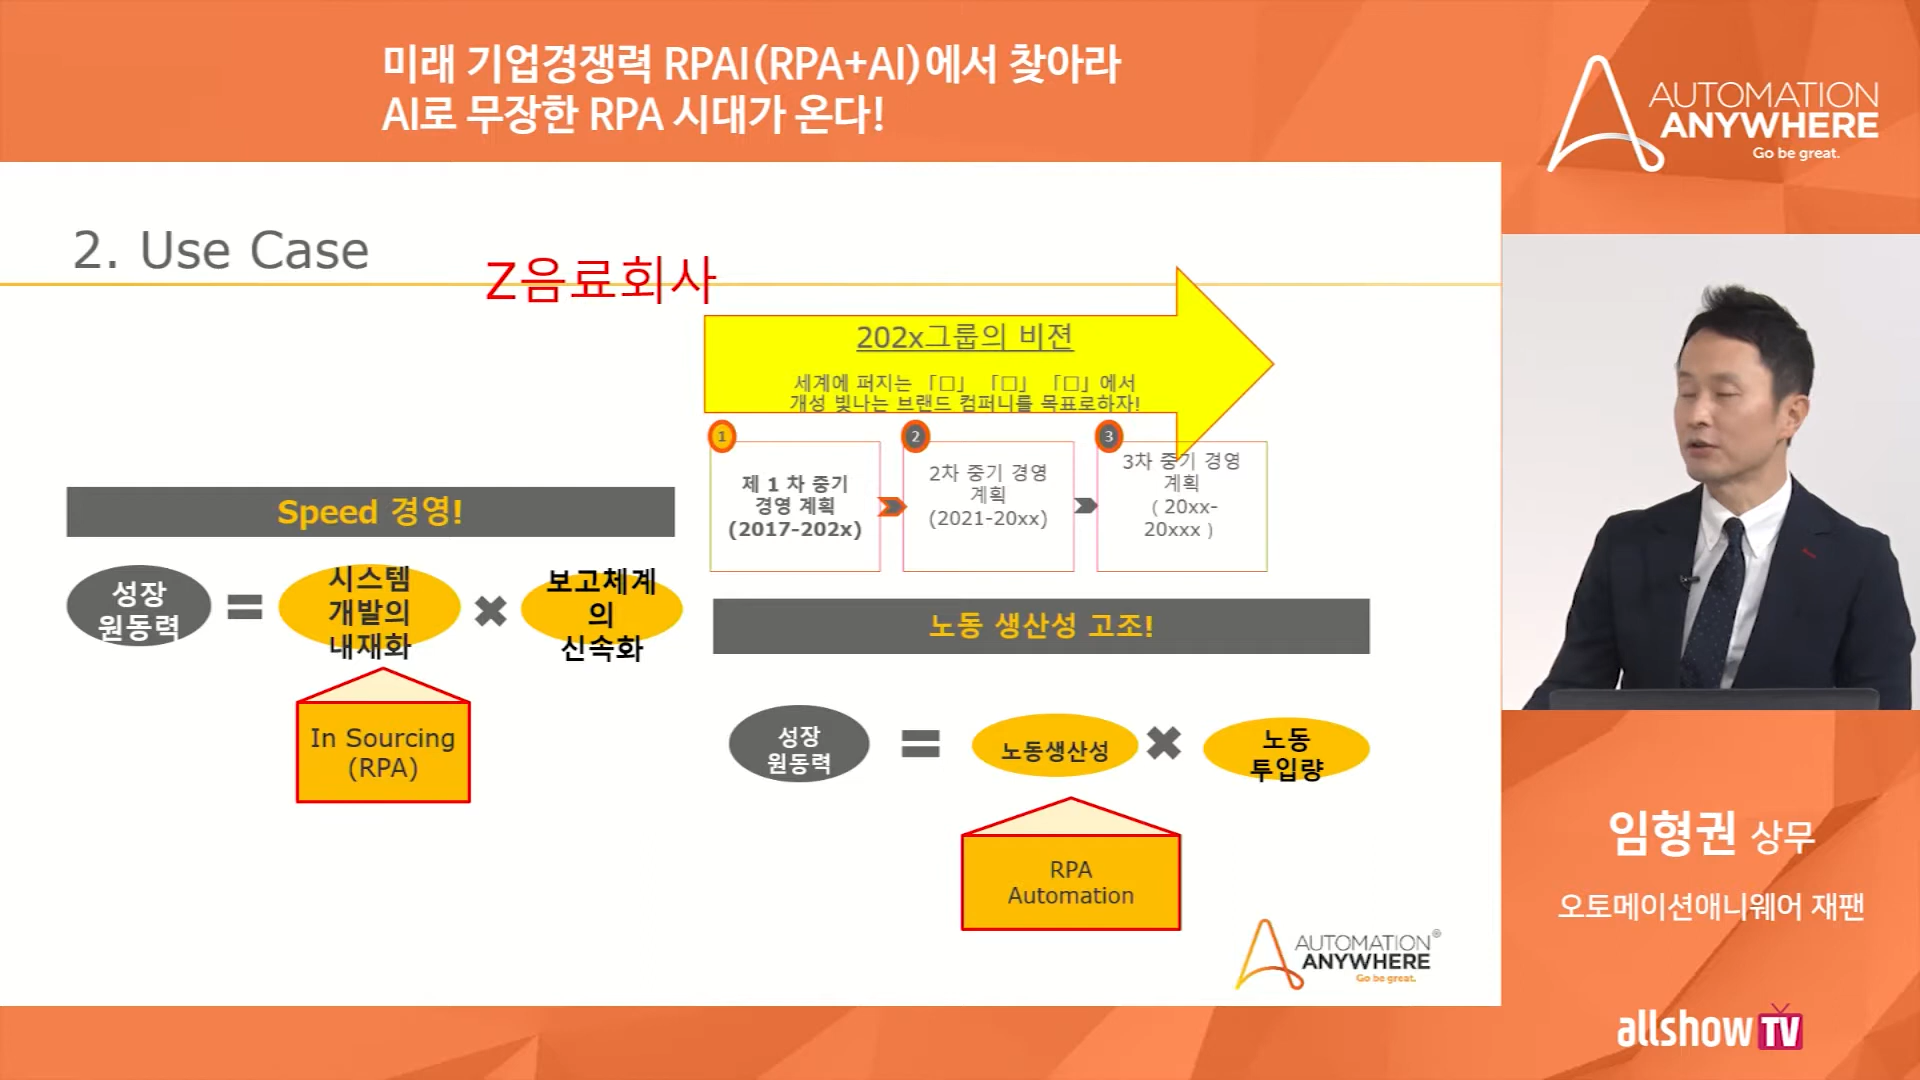 미래 기업경쟁력 RPAI(RPA+AI)에서 찾아라
AI로 무장한 RPA 시대가 온다!
AUTOMATION
ANYWHERE
Go be great.
2. Use Case
Z음료회사
202x그룹의 비젼
세계에 퍼지는 「□」 「□」 「□」에서
개성 빛나는 브랜드 컴퍼니를 목표로하자!
1
제 1 차 중기
경영 계획
(2017-202x)
2
2차 중기 경영
계획
(2021-20xx)
3
3차 중기 경영
계획
( 20xx-
20xxx )
Speed 경영!
성장
원동력
=
시스템
개발의
내재화
✖
보고체계
의
신속화
In Sourcing
(RPA)
노동 생산성 고조!
성장
원동력
=
노동생산성
✖
노동
투입량
RPA
Automation
AUTOMATION®
ANYWHERE
Go be great.
임형권 상무
오토메이션애니웨어 재팬
allshow TV